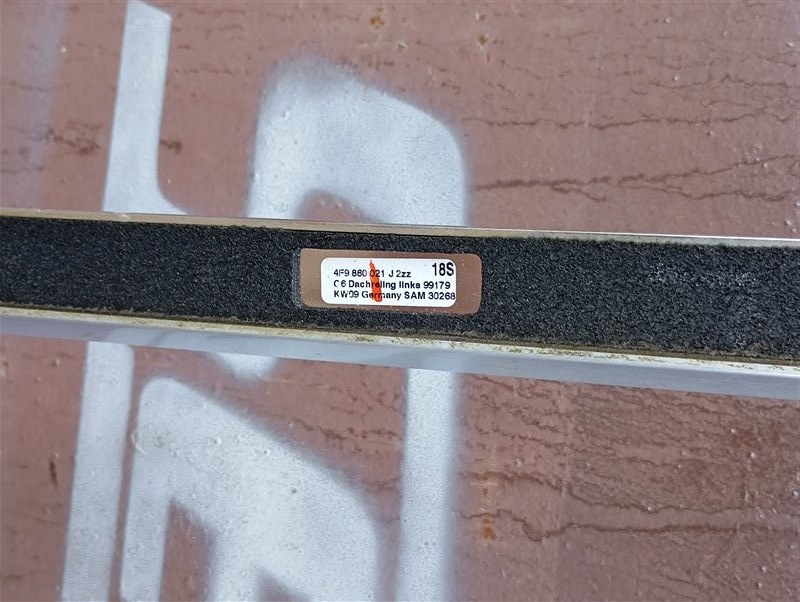 4F9 860 021 J 2zz 18S
C6 Dachreling links 99179
KW09 Germany SAM 30268